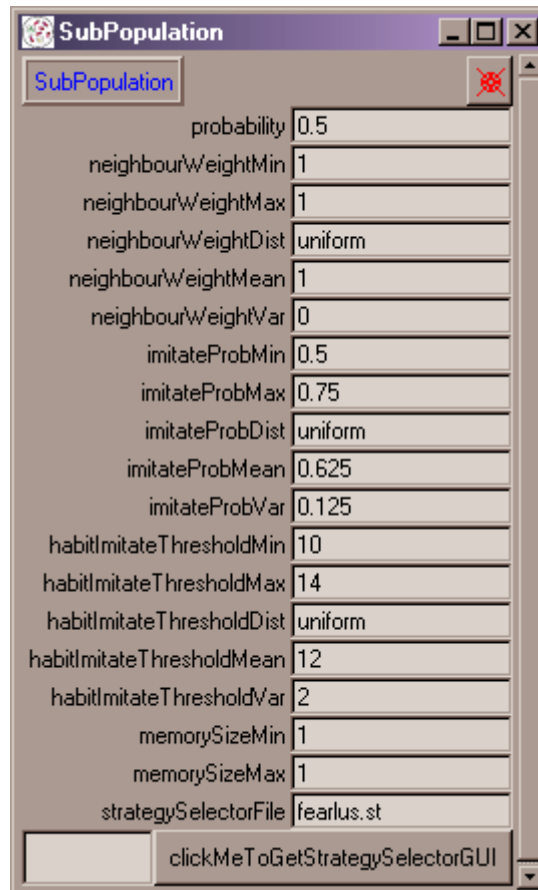 SubPopulation
SubPopulation
probability 0.5
neighbourWeightMin 1
neighbourWeightMax 1
neighbourWeightDist uniform
neighbourWeightMean 1
neighbourWeightVar 0
imitateProbMin 0.5
imitateProbMax 0.75
imitateProbDist uniform
imitateProbMean 0.625
imitateProbVar 0.125
habitImitateThresholdMin 10
habitImitateThresholdMax 14
habitImitateThresholdDist uniform
habitImitateThresholdMean 12
habitImitateThresholdVar 2
memorySizeMin 1
memorySizeMax 1
strategySelectorFile fearlus.st
clickMeToGetStrategySelectorGUI